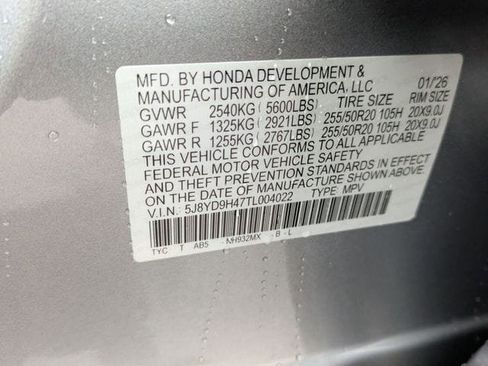 MFD. BY HONDA DEVELOPMENT & 01/26
MANUFACTURING OF AMERICA, LLC
GVWR 2540KG(5600LBS) TIRE SIZE RIM SIZE
GAWR F 1325KG(2921LBS) 255/50R20 105H 20X9.0J
GAWR R 1255KG(2767LBS) 255/50R20 105H 20X9.0J
THIS VEHICLE CONFORMS TO ALL APPLICABLE
FEDERAL MOTOR VEHICLE SAFETY
AND THEFT PREVENTION STANDARDS IN EFFECT
ON THE DATE OF MANUFACTURE SHOWN ABOVE.
V.I.N.: 5J8YD9H47TL004022 TYPE: MPV
TYC T AB5 -NH932MX -B-L